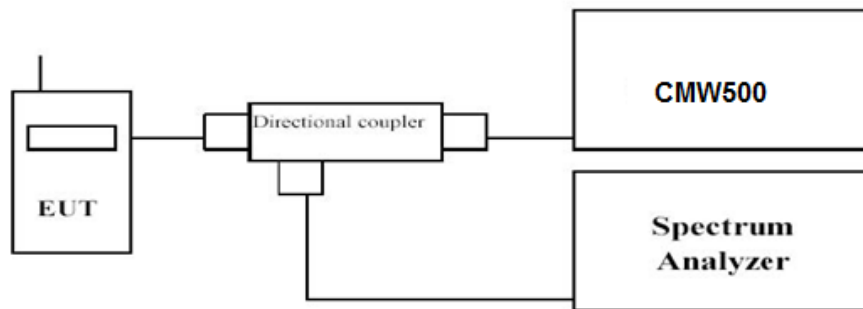 CMW500
Directional coupler
EUT
Spectrum
Analyzer